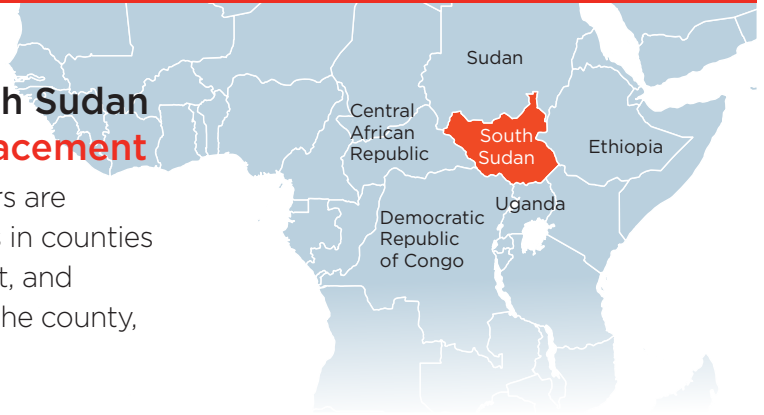 h Sudan
acement
rs are
in counties
t, and
he county,
Sudan
Central
African
Republic
South
Sudan
Ethiopia
Uganda
Democratic
Republic
of Congo